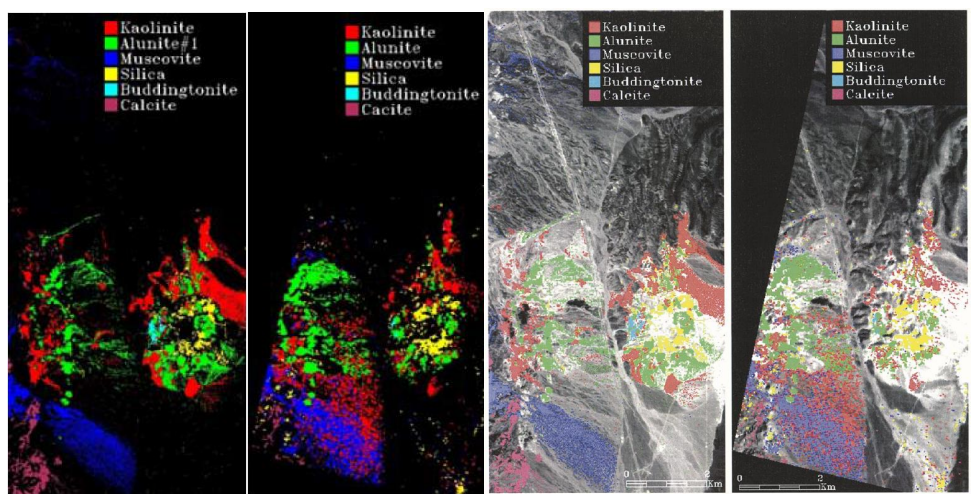 Kaolinite
Alunite#1
Muscovite
Silica
Buddingtonite
Calcite
Kaolinite
Alunite
Muscovite
Silica
Buddingtonite
Cacite
Kaolinite
Alunite
Muscovite
Silica
Buddingtonite
Calcite
0 2
Km
Kaolinite
Alunite
Muscovite
Silica
Buddingtonite
Calcite
0 2
Km